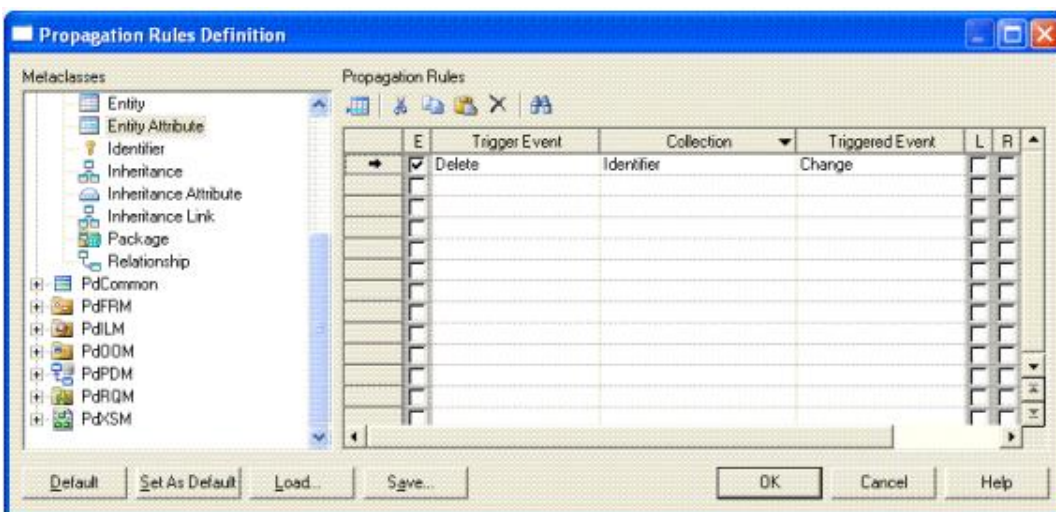 Propagation Rules Definition
Metaclasses
Entity
Entity Attribute
Identifier
Inheritance
Inheritance Attribute
Inheritance Link
Package
Relationship
PdCommon
PdFRM
PdILM
PdOOM
PdPDM
PdRQM
PdXSM
Propagation Rules
E Trigger Event Collection Triggered Event L R
Delete Identifier Change
Default Set As Default Load... Save... OK Cancel Help